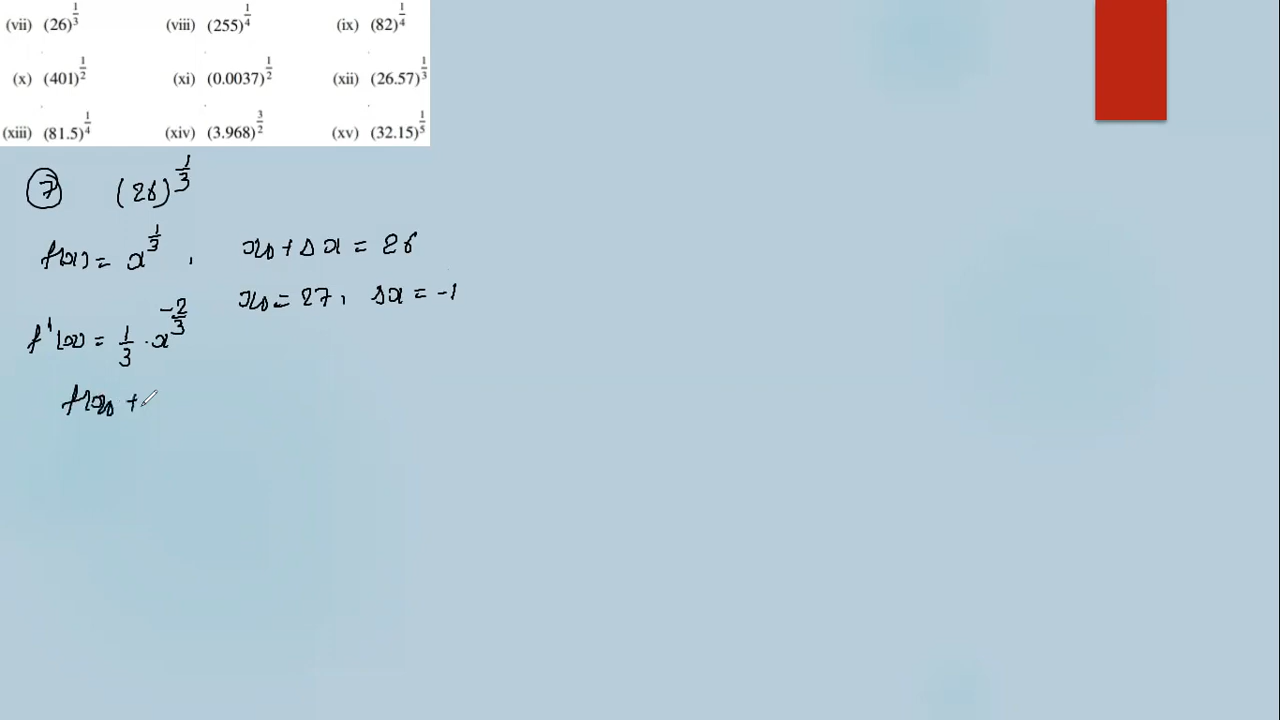 (vii) (26)^{1/3} (viii) (255)^{1/4} (ix) (82)^{1/4}
(x) (401)^{1/2} (xi) (0.0037)^{1/2} (xii) (26.57)^{1/3}
(xiii) (81.5)^{1/4} (xiv) (3.968)^{3/2} (xv) (32.15)^{1/5}
⑦ (26)^{1/3}
f(x) = x^{1/3} , x₀ + Δx = 26
x₀ = 27, Δx = -1
f'(x) = 1/3 · x^{-2/3}
f(x₀ +